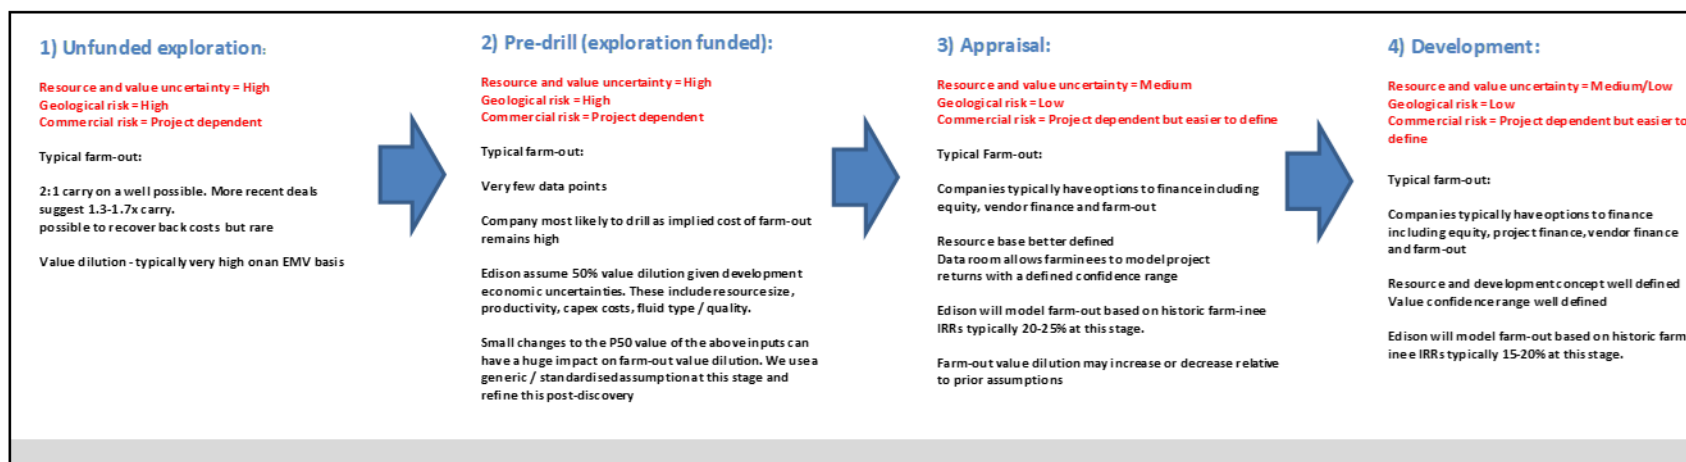 1) Unfunded exploration:
Resource and value uncertainty = High
Geological risk = High
Commercial risk = Project dependent
Typical farm-out:
2:1 carry on a well possible. More recent deals
suggest 1.3-1.7x carry.
possible to recover back costs but rare
Value dilution - typically very high on an EMV basis
2) Pre-drill (exploration funded):
Resource and value uncertainty = High
Geological risk = High
Commercial risk = Project dependent
Typical farm-out:
Very few data points
Company most likely to drill as implied cost of farm-out
remains high
Edison assume 50% value dilution given development
economic uncertainties. These include resource size,
productivity, capex costs, fluid type / quality.
Small changes to the P50 value of the above inputs can
have a huge impact on farm-out value dilution. We use a
generic / standardised assumption at this stage and
refine this post-discovery
3) Appraisal:
Resource and value uncertainty = Medium
Geological risk = Low
Commercial risk = Project dependent but easier to define
Typical Farm-out:
Companies typically have options to finance including
equity, vendor finance and farm-out
Resource base better defined
Data room allows farminees to model project
returns with a defined confidence range
Edison will model farm-out based on historic farm-inee
IRRs typically 20-25% at this stage.
Farm-out value dilution may increase or decrease relative
to prior assumptions
4) Development:
Resource and value uncertainty = Medium/Low
Geological risk = Low
Commercial risk = Project dependent but easier to
define
Typical farm-out:
Companies typically have options to finance
including equity, project finance, vendor finance
and farm-out
Resource and development concept well defined
Value confidence range well defined
Edison will model farm-out based on historic farm-
inee IRRs typically 15-20% at this stage.